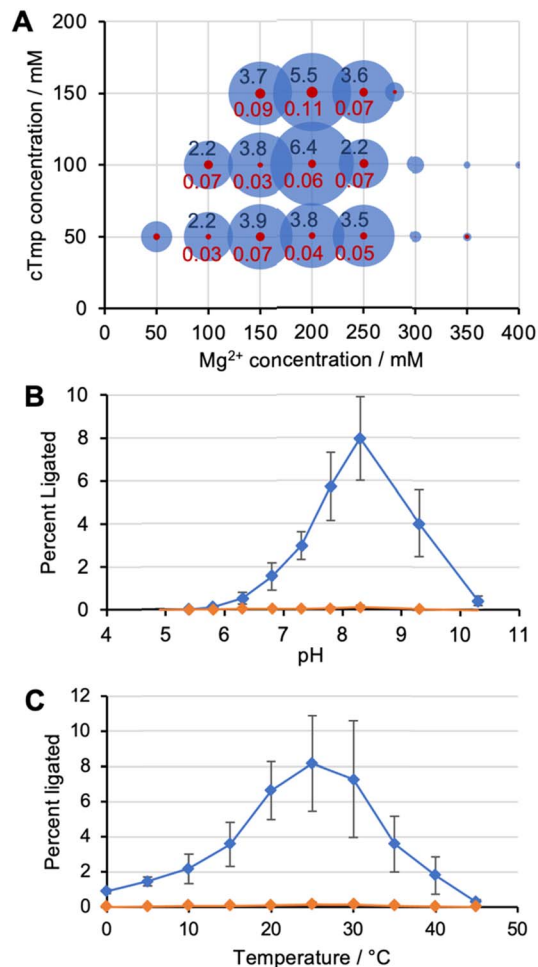 A
cTmp concentration / mM
200
150
100
50
0
3.7 5.5 3.6
0.09 0.11 0.07
2.2 3.8 6.4 2.2
0.07 0.03 0.06 0.07
2.2 3.9 3.8 3.5
0.03 0.07 0.04 0.05
0 50 100 150 200 250 300 350 400
Mg²⁺ concentration / mM
B
Percent Ligated
10
8
6
4
2
0
4 5 6 7 8 9 10 11
pH
C
Percent ligated
12
10
8
6
4
2
0
0 10 20 30 40 50
Temperature / °C